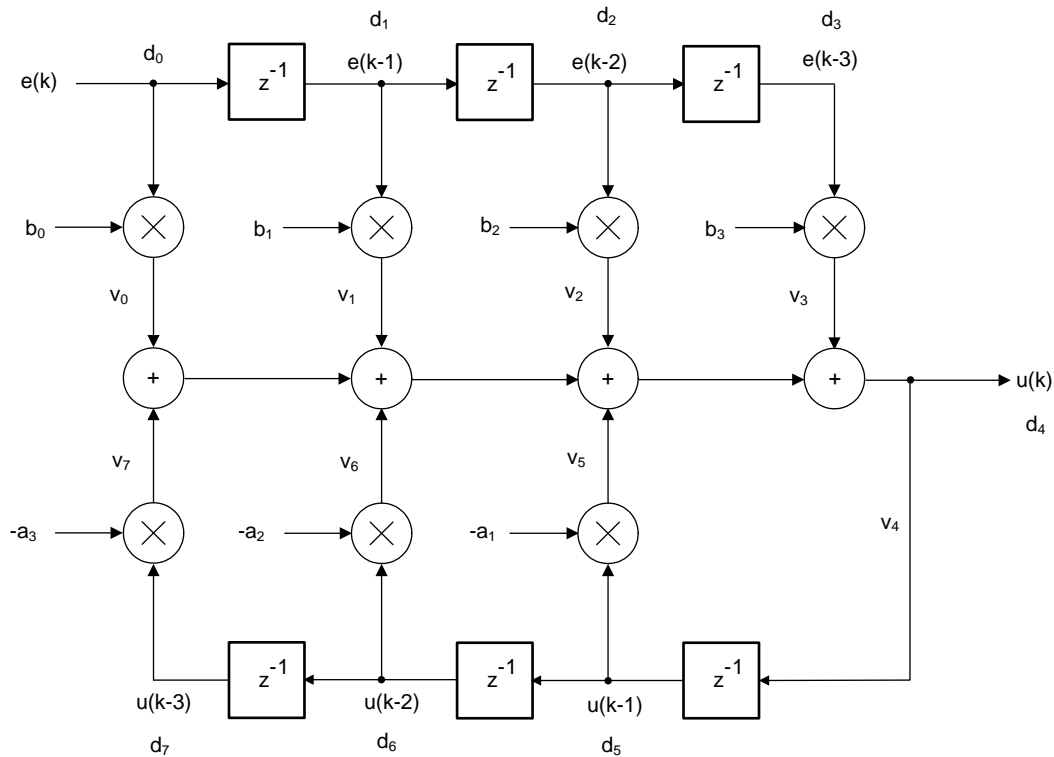 d₁ d₂ d₃
d₀ e(k-1) e(k-2) e(k-3)
e(k) z⁻¹ z⁻¹ z⁻¹
b₀ b₁ b₂ b₃
v₀ v₁ v₂ v₃
+ + + + u(k)
d₄
v₇ v₆ v₅
-a₃ -a₂ -a₁ v₄
z⁻¹ z⁻¹ z⁻¹
u(k-3) u(k-2) u(k-1)
d₇ d₆ d₅